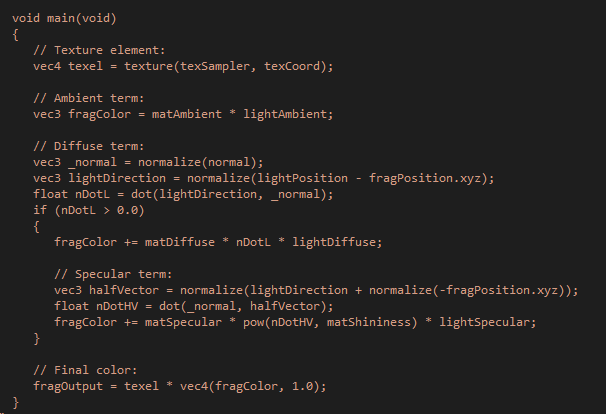 void main(void)
{
// Texture element:
vec4 texel = texture(texSampler, texCoord);
// Ambient term:
vec3 fragColor = matAmbient * lightAmbient;
// Diffuse term:
vec3 _normal = normalize(normal);
vec3 lightDirection = normalize(lightPosition - fragPosition.xyz);
float nDotL = dot(lightDirection, _normal);
if (nDotL > 0.0)
{
fragColor += matDiffuse * nDotL * lightDiffuse;
// Specular term:
vec3 halfVector = normalize(lightDirection + normalize(-fragPosition.xyz));
float nDotHV = dot(_normal, halfVector);
fragColor += matSpecular * pow(nDotHV, matShininess) * lightSpecular;
}
// Final color:
fragOutput = texel * vec4(fragColor, 1.0);
}